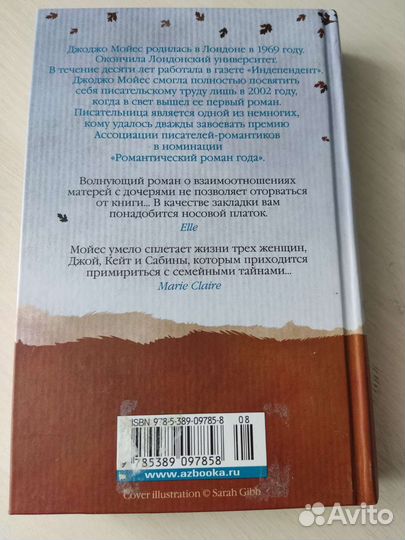 Джоджо Мойес родилась в Лондоне в 1969 году.
Окончила Лондонский университет.
В течение десяти лет работала в газете «Индепендент».
Джоджо Мойес смогла полностью посвятить
себя писательскому труду лишь в 2002 году,
когда в свет вышел ее первый роман.
Писательница является одной из немногих,
кому удалось дважды завоевать премию
Ассоциации писателей-романтиков
в номинации
«Романтический роман года».
Волнующий роман о взаимоотношениях
матерей с дочерями не позволяет оторваться
от книги... В качестве закладки вам
понадобится носовой платок.
Elle
Мойес умело сплетает жизни трех женщин,
Джой, Кейт и Сабины, которым приходится
примириться с семейными тайнами...
Marie Claire
ISBN 978-5-389-09785-8 08
785389 097858
www.azbooka.ru
Cover illustration © Sarah Gibb
Avito